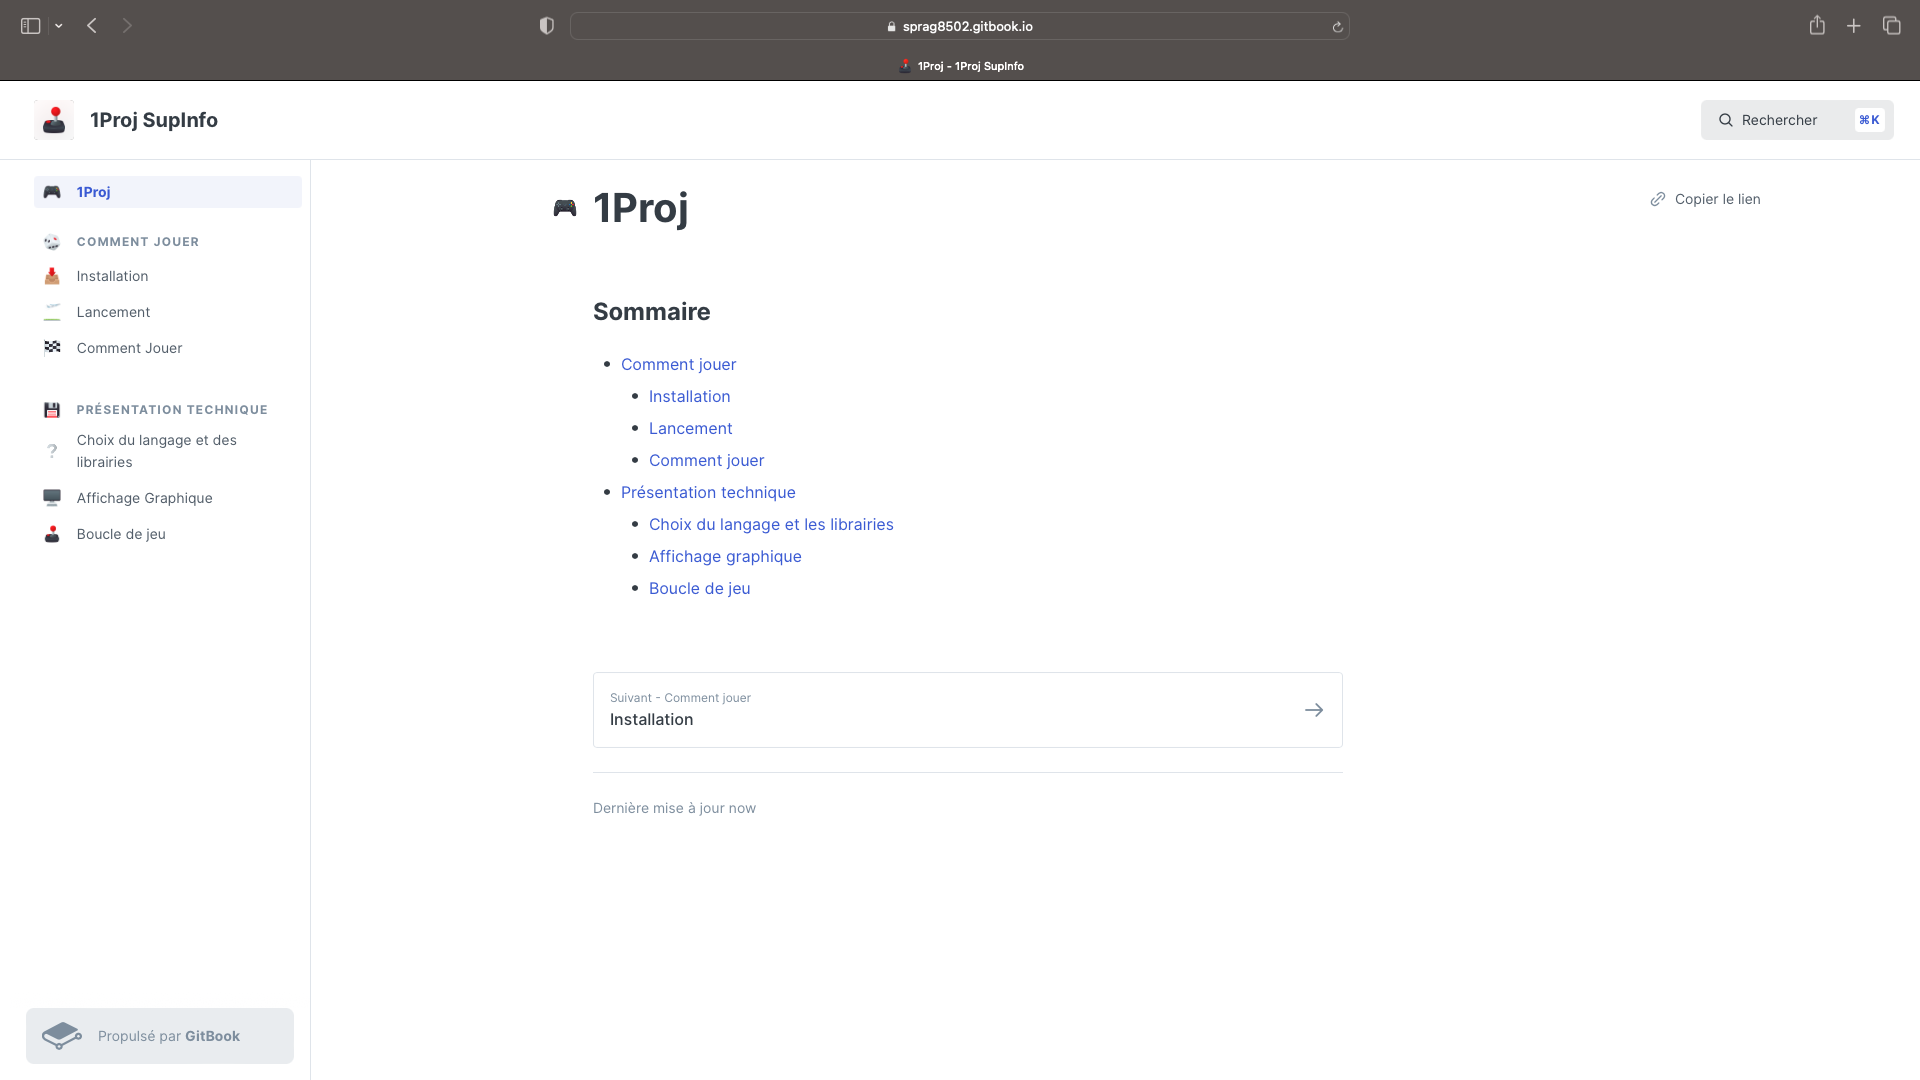 sprag8502.gitbook.io
1Proj - 1Proj SupInfo
1Proj SupInfo
Rechercher
⌘K
1Proj
COMMENT JOUER
Installation
Lancement
Comment Jouer
PRÉSENTATION TECHNIQUE
Choix du langage et des
librairies
Affichage Graphique
Boucle de jeu
Propulsé par GitBook
1Proj
Copier le lien
Sommaire
Comment jouer
Installation
Lancement
Comment jouer
Présentation technique
Choix du langage et les librairies
Affichage graphique
Boucle de jeu
Suivant - Comment jouer
Installation
Dernière mise à jour now